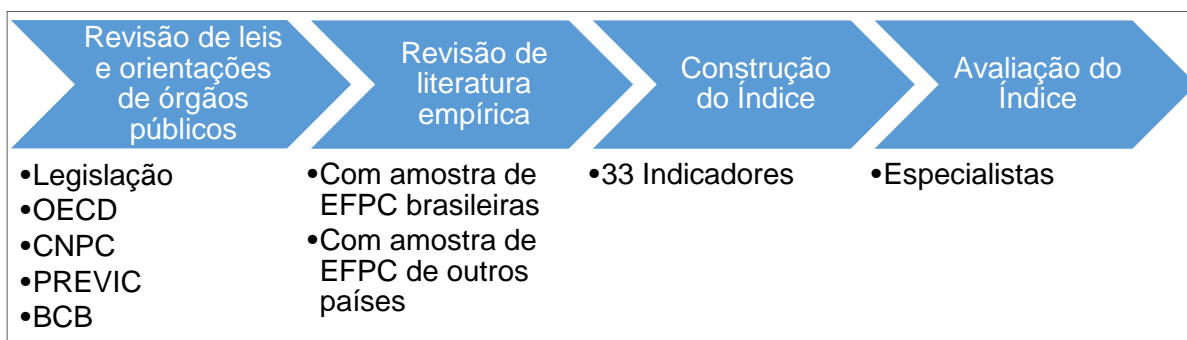 Revisão de leis
e orientações
de órgãos
públicos
•Legislação
•OECD
•CNPC
•PREVIC
•BCB
Revisão de
literatura
empírica
•Com amostra de
EFPC brasileiras
•Com amostra de
EFPC de outros
países
Construção
do Índice
•33 Indicadores
Avaliação do
Índice
•Especialistas